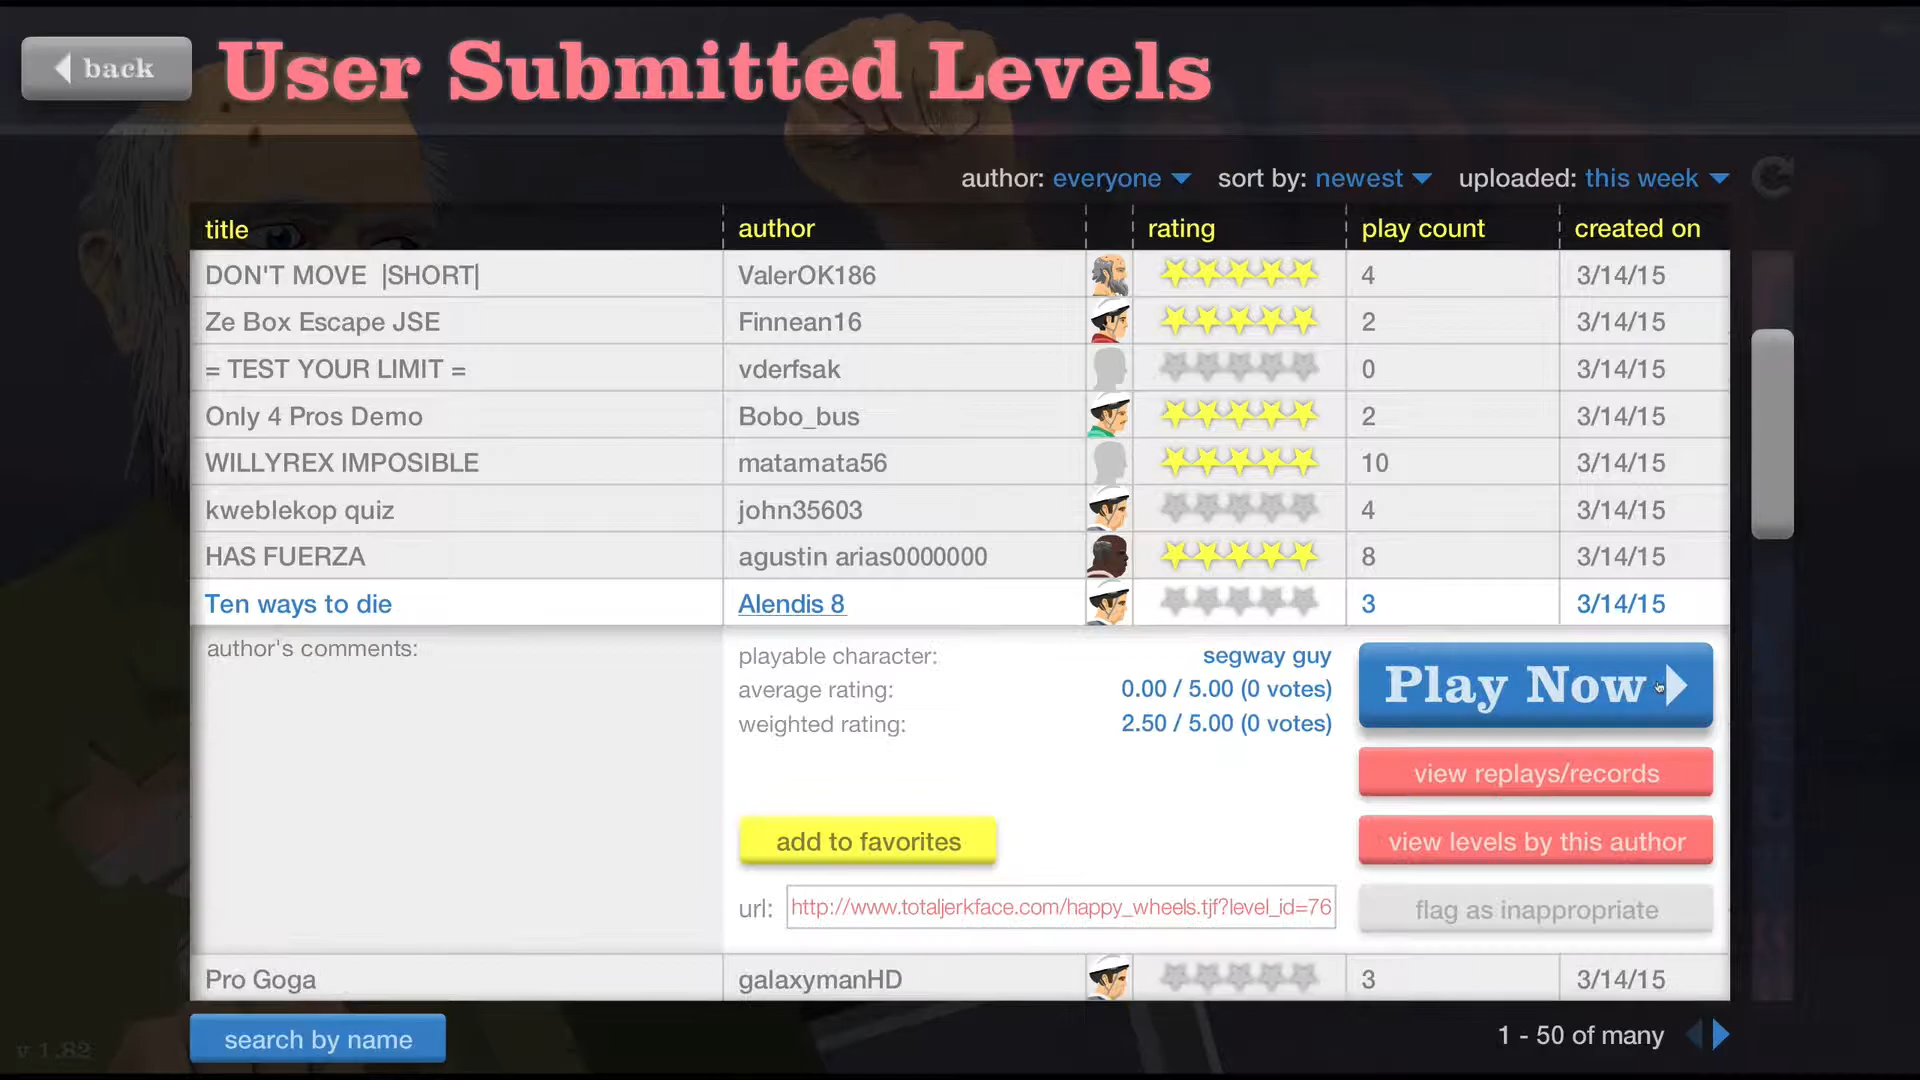 back
User Submitted Levels
author: everyone sort by: newest uploaded: this week
title author rating play count created on
DON'T MOVE |SHORT| ValerOK186 4 3/14/15
Ze Box Escape JSE Finnean16 2 3/14/15
= TEST YOUR LIMIT = vderfsak 0 3/14/15
Only 4 Pros Demo Bobo_bus 2 3/14/15
WILLYREX IMPOSIBLE matamata56 10 3/14/15
kweblekop quiz john35603 4 3/14/15
HAS FUERZA agustin arias0000000 8 3/14/15
Ten ways to die Alendis 8 3 3/14/15
author's comments:
playable character: segway guy
average rating: 0.00 / 5.00 (0 votes)
weighted rating: 2.50 / 5.00 (0 votes)
Play Now
view replays/records
add to favorites
view levels by this author
url: http://www.totaljerkface.com/happy_wheels.tjf?level_id=76
flag as inappropriate
Pro Goga galaxymanHD 3 3/14/15
search by name
1 - 50 of many
v 1.82